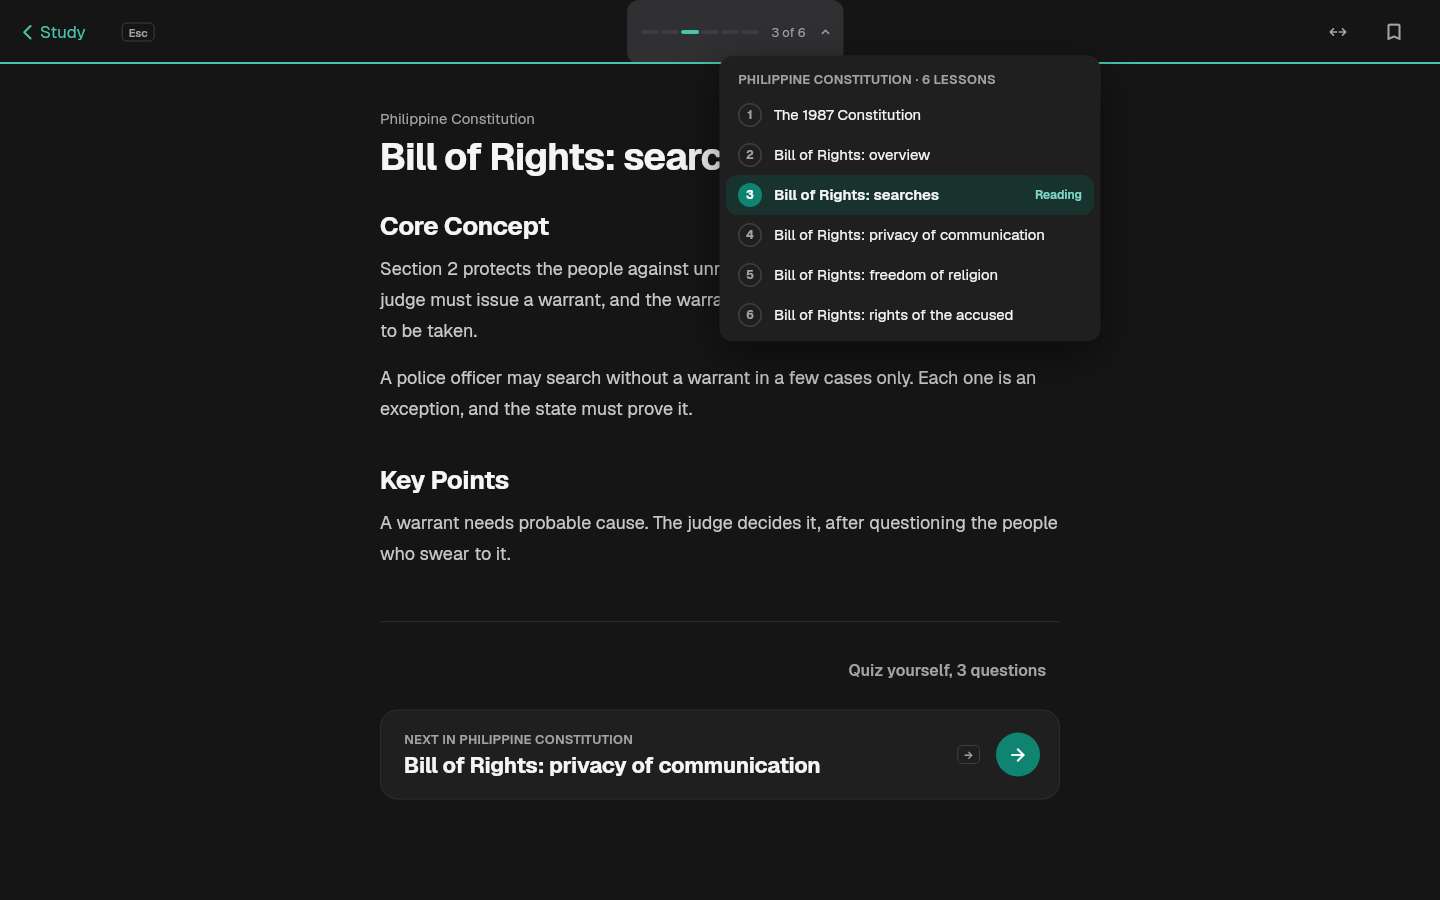 Study
Esc
3 of 6
PHILIPPINE CONSTITUTION · 6 LESSONS
1 The 1987 Constitution
2 Bill of Rights: overview
3 Bill of Rights: searches Reading
4 Bill of Rights: privacy of communication
5 Bill of Rights: freedom of religion
6 Bill of Rights: rights of the accused
Philippine Constitution
Bill of Rights:
Core Concept
Section 2 protects the people against
judge must issue a warrant, and the
to be taken.
A police officer may search without a warrant in a few cases only. Each one is an
exception, and the state must prove it.
Key Points
A warrant needs probable cause. The judge decides it, after questioning the people
who swear to it.
Quiz yourself, 3 questions
NEXT IN PHILIPPINE CONSTITUTION
Bill of Rights: privacy of communication